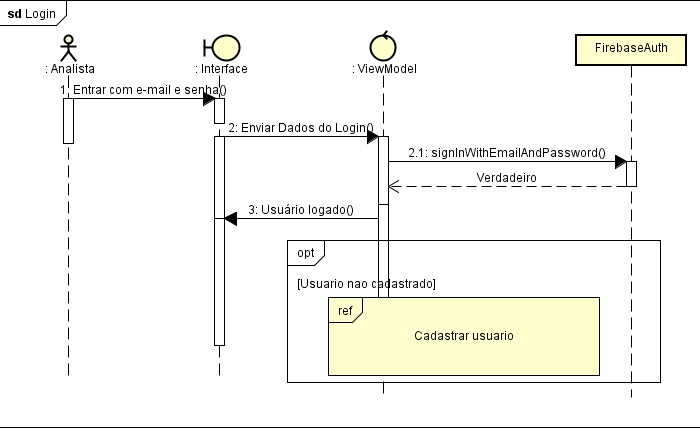 sd Login
: Analista
: Interface
: ViewModel
FirebaseAuth
1: Entrar com e-mail e senha()
2: Enviar Dados do Login()
2.1: signInWithEmailAndPassword()
Verdadeiro
3: Usuário logado()
opt
[Usuario nao cadastrado]
ref
Cadastrar usuario